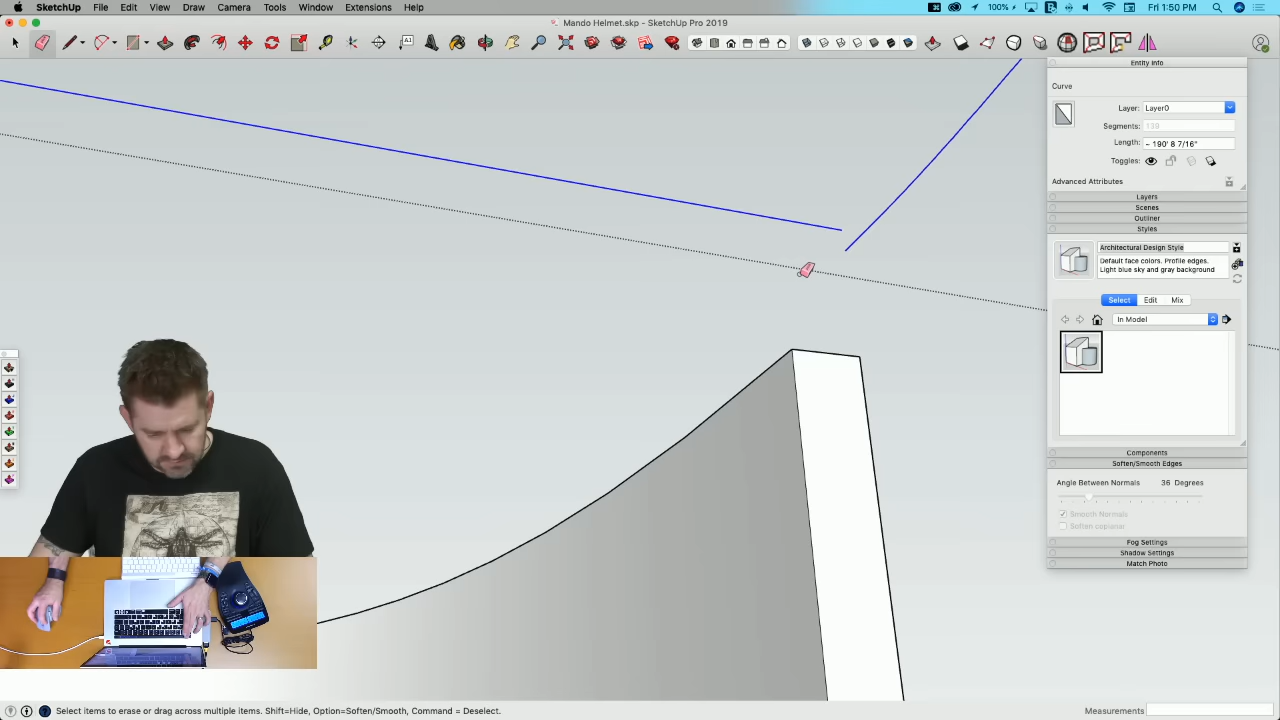 SketchUp File Edit View Draw Camera Tools Window Extensions Help
100% Fri 1:50 PM
Mando Helmet.skp - SketchUp Pro 2019
Entity Info
Curve
Layer: Layer0
Segments: 139
Length: ~ 190' 8 7/16"
Toggles:
Advanced Attributes
Layers
Scenes
Outliner
Styles
Architectural Design Style
Default face colors. Profile edges.
Light blue sky and gray background
Select Edit Mix
In Model
Components
Soften/Smooth Edges
Angle Between Normals 36 Degrees
Smooth Normals
Soften coplanar
Fog Settings
Shadow Settings
Match Photo
Select items to erase or drag across multiple items. Shift=Hide, Option=Soften/Smooth, Command = Deselect.
Measurements